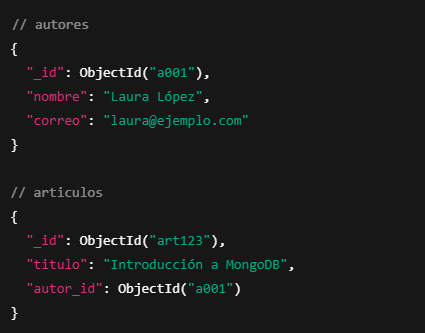 // autores
{
"_id": ObjectId("a001"),
"nombre": "Laura López",
"correo": "laura@ejemplo.com"
}
// articulos
{
"_id": ObjectId("art123"),
"titulo": "Introducción a MongoDB",
"autor_id": ObjectId("a001")
}